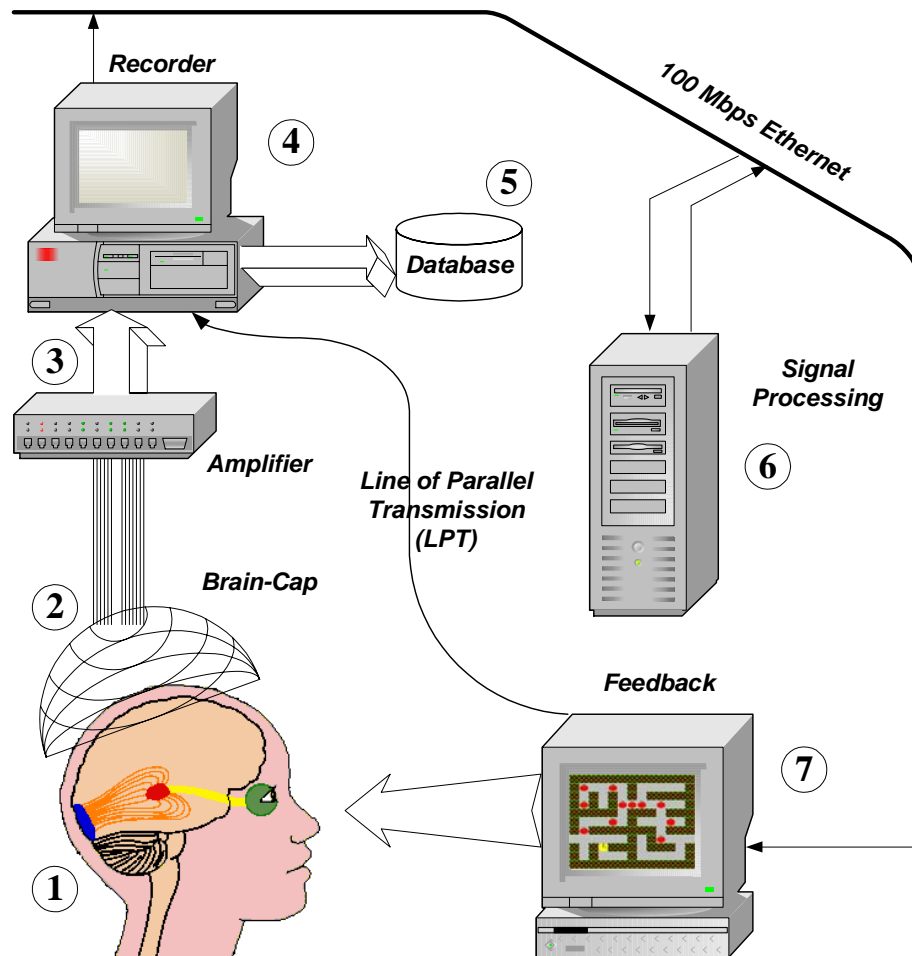 Recorder
100 Mbps Ethernet
4
5
Database
3
Signal
Processing
Amplifier
6
Line of Parallel
Transmission
(LPT)
Brain-Cap
2
Feedback
7
1